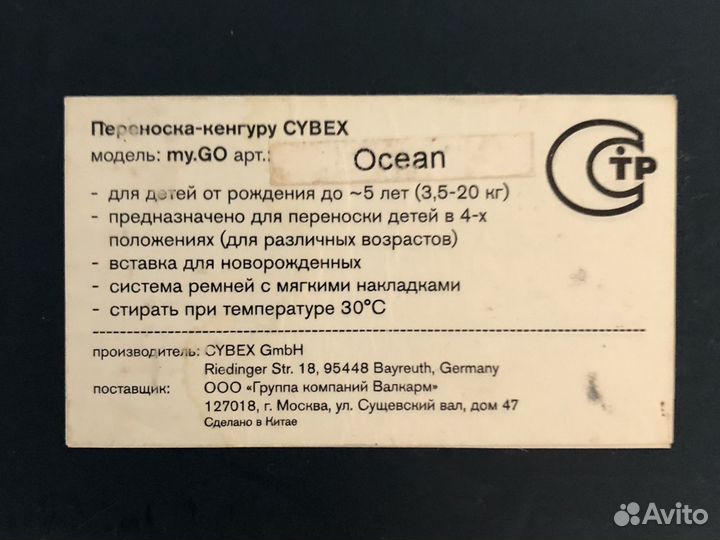 Переноска-кенгуру CYBEX
модель: my.GO арт.: Ocean
- для детей от рождения до ~5 лет (3,5-20 кг)
- предназначено для переноски детей в 4-х
положениях (для различных возрастов)
- вставка для новорожденных
- система ремней с мягкими накладками
- стирать при температуре 30°C
производитель: CYBEX GmbH
Riedinger Str. 18, 95448 Bayreuth, Germany
поставщик: ООО «Группа компаний Валкарм»
127018, г. Москва, ул. Сущевский вал, дом 47
Сделано в Китае
СТР
Avito